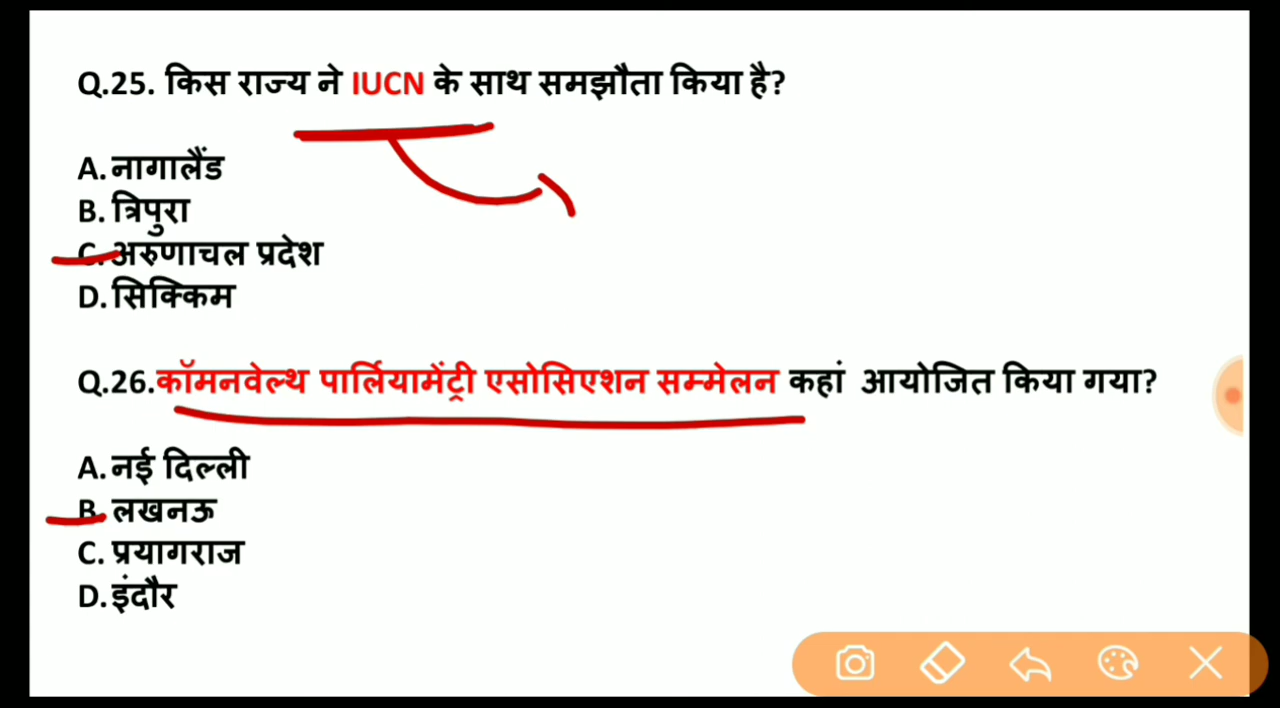 Q.25. किस राज्य ने IUCN के साथ समझौता किया है?
A. नागालैंड
B. त्रिपुरा
C. अरुणाचल प्रदेश
D. सिक्किम
Q.26.कॉमनवेल्थ पार्लियामेंट्री एसोसिएशन सम्मेलन कहां आयोजित किया गया?
A. नई दिल्ली
B. लखनऊ
C. प्रयागराज
D. इंदौर